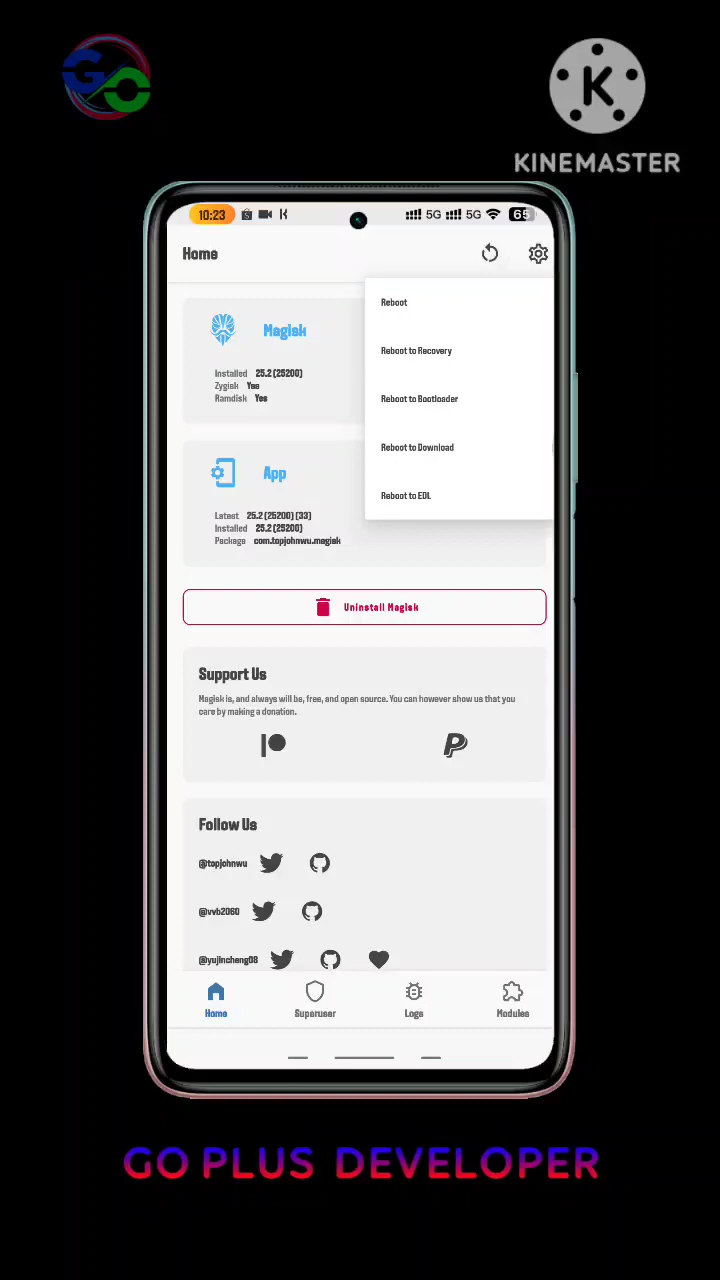 GO
K
KINEMASTER
10:23
5G
5G
65
Home
Reboot
Reboot to Recovery
Reboot to Bootloader
Reboot to Download
Reboot to EDL
Magisk
Installed 25.2 (25200)
Zygisk Yes
Ramdisk Yes
App
Latest 25.2 (25200) (33)
Installed 25.2 (25200)
Package com.topjohnwu.magisk
Uninstall Magisk
Support Us
Magisk is, and always will be, free, and open source. You can however show us that you
care by making a donation.
Follow Us
@topjohnwu
@vvb2060
@yujincheng08
Home
Superuser
Logs
Modules
GO PLUS DEVELOPER